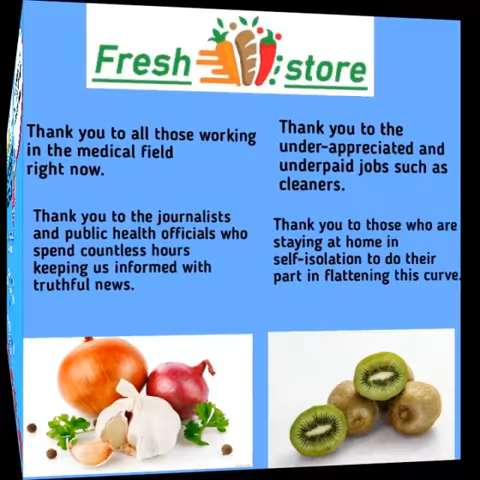 Fresh store
Thank you to all those working
in the medical field
right now.
Thank you to the
under-appreciated and
underpaid jobs such as
cleaners.
Thank you to the journalists
and public health officials who
spend countless hours
keeping us informed with
truthful news.
Thank you to those who are
staying at home in
self-isolation to do their
part in flattening this curve.